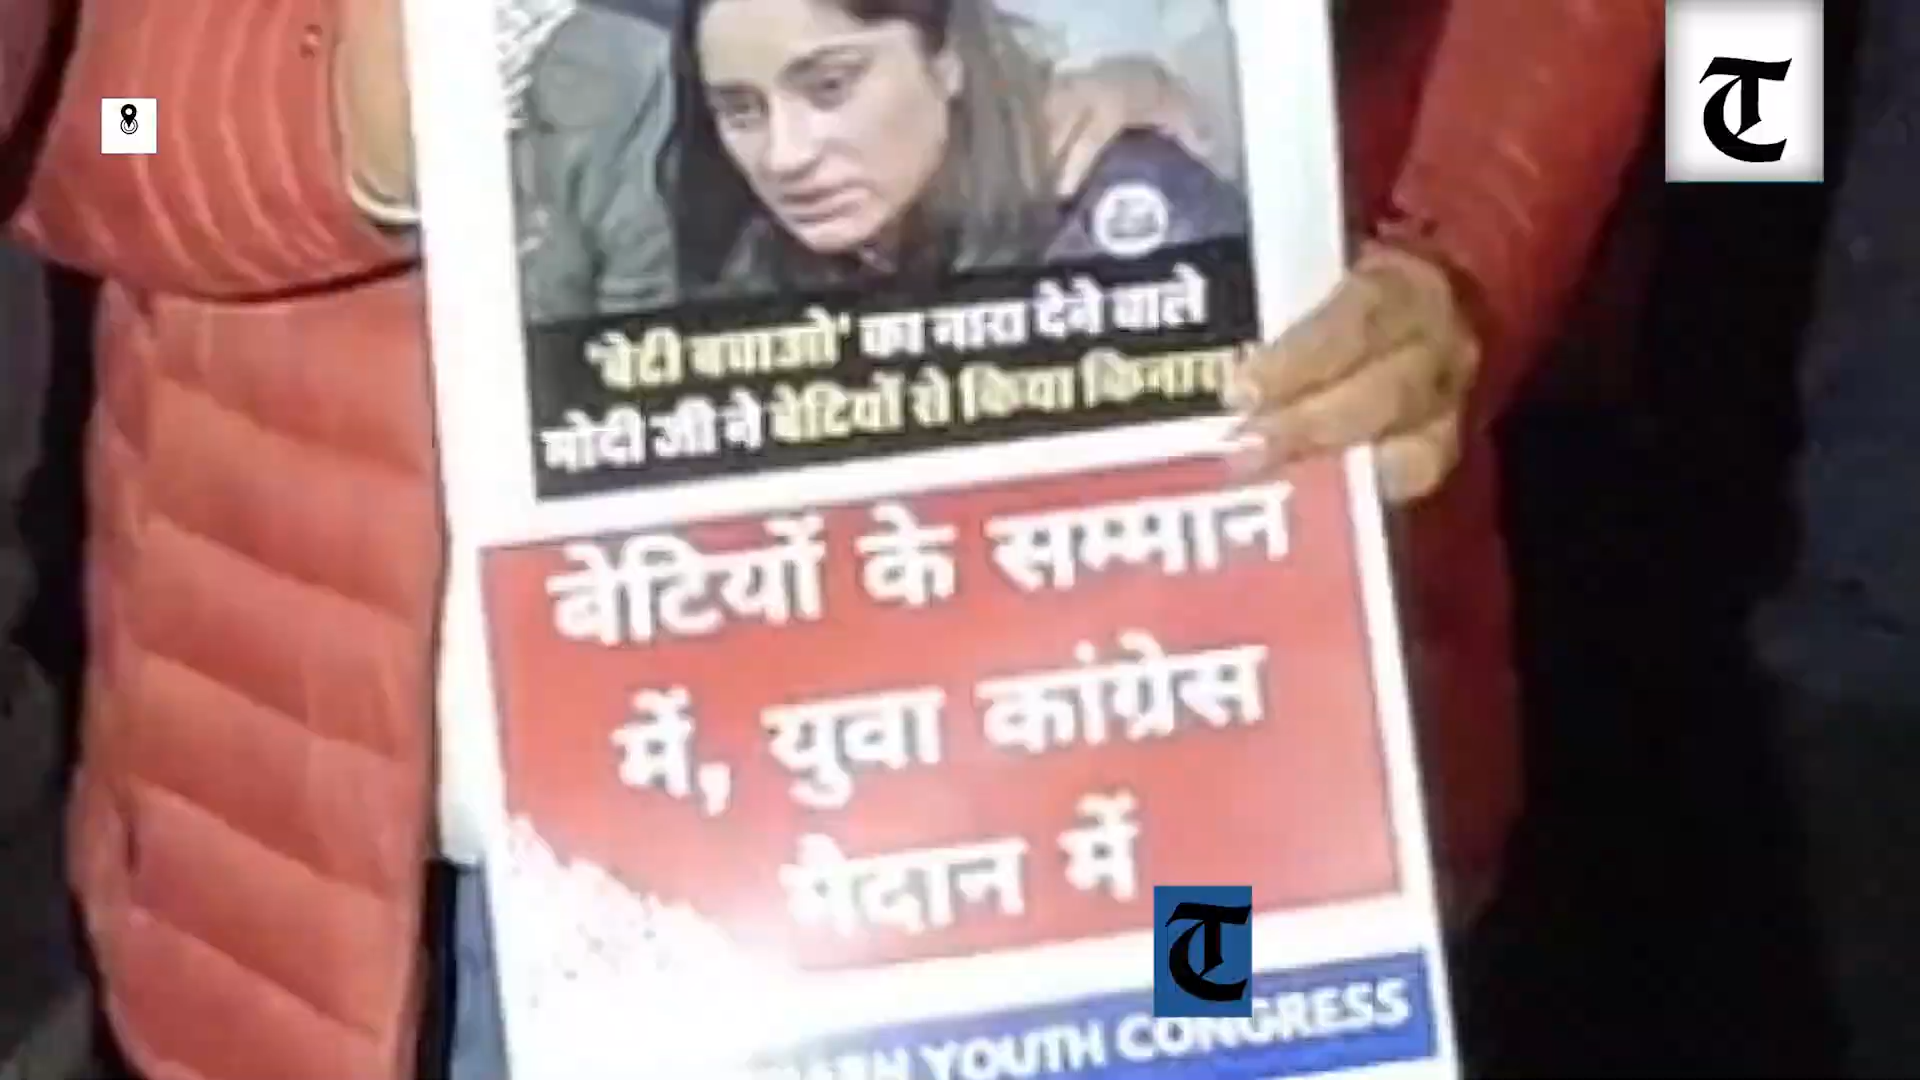 T
'बेटी बचाओ' का नारा देने वाले
मोदी जी ने बेटियों से किया किनारा
बेटियों के सम्मान
में, युवा कांग्रेस
मैदान में
T
YOUTH CONGRESS